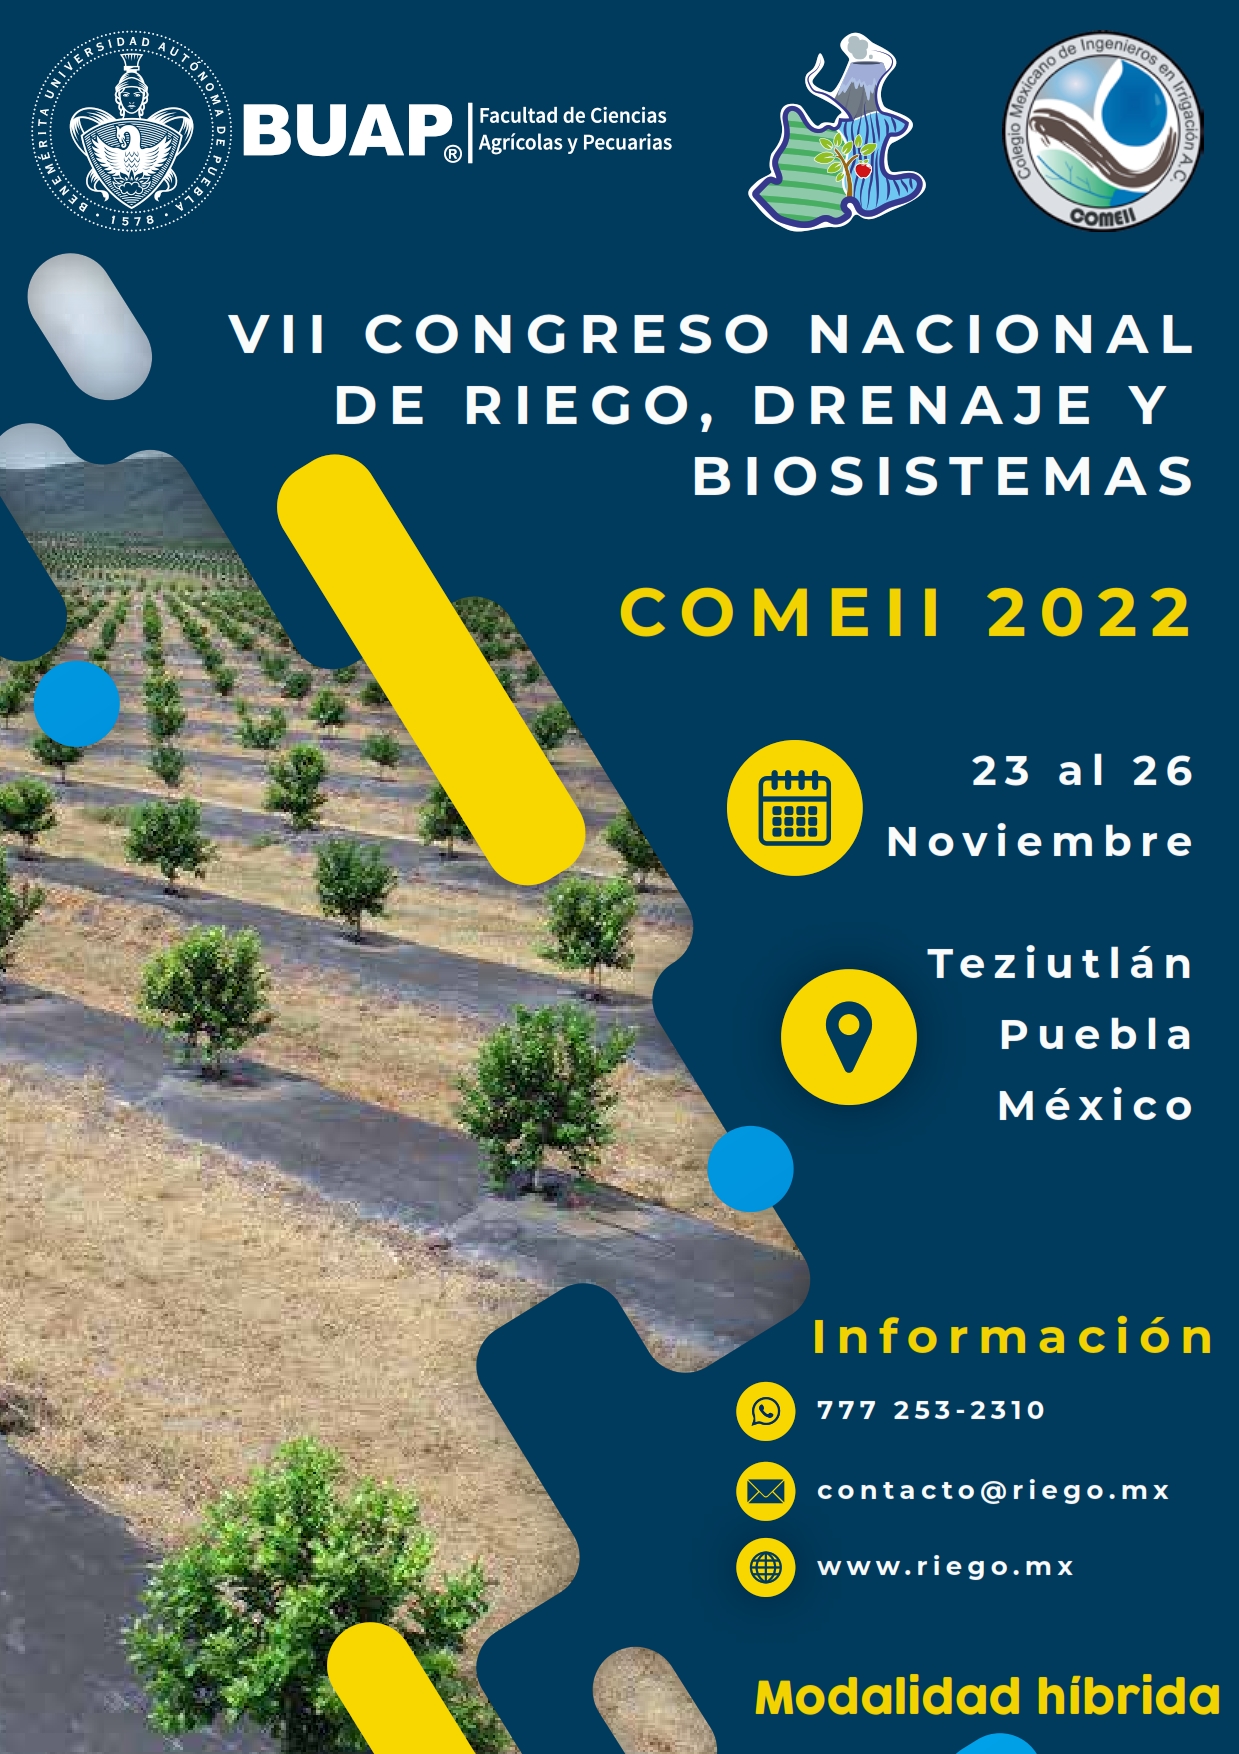 BENEMÉRITA UNIVERSIDAD AUTÓNOMA DE PUEBLA
• 1578 •
BUAP®
Facultad de Ciencias
Agrícolas y Pecuarias
Colegio Mexicano de Ingenieros en Irrigación A.C.
COMEII
VII CONGRESO NACIONAL
DE RIEGO, DRENAJE Y
BIOSISTEMAS
COMEII 2022
23 al 26
Noviembre
Teziutlán
Puebla
México
Información
777 253-2310
contacto@riego.mx
www.riego.mx
Modalidad híbrida